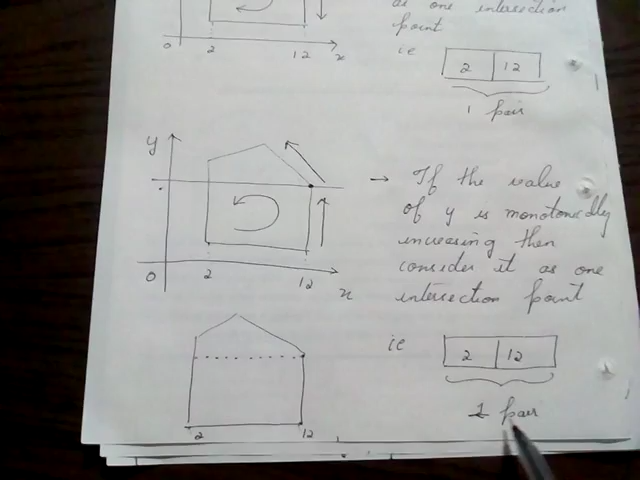 as one intersection
point.
0 2 12 x
ie
2 12
1 pair
y
→ If the value
of y is monotonically
increasing then
consider it as one
intersection point
0 2 12 x
ie
2 12
1 pair
2 12